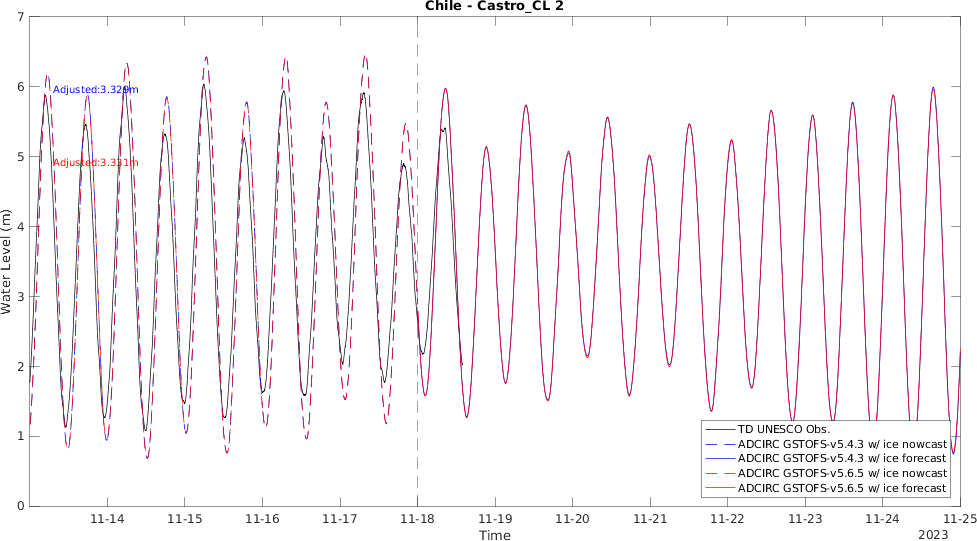 Chile - Castro_CL 2
7
6
5
4
3
2
1
0
Water Level (m)
Adjusted:3.329m
Adjusted:3.331m
TD UNESCO Obs.
ADCIRC GSTOFS-v5.4.3 w/ ice nowcast
ADCIRC GSTOFS-v5.4.3 w/ ice forecast
ADCIRC GSTOFS-v5.6.5 w/ ice nowcast
ADCIRC GSTOFS-v5.6.5 w/ ice forecast
11-14 11-15 11-16 11-17 11-18 11-19 11-20 11-21 11-22 11-23 11-24 11-25
Time
2023